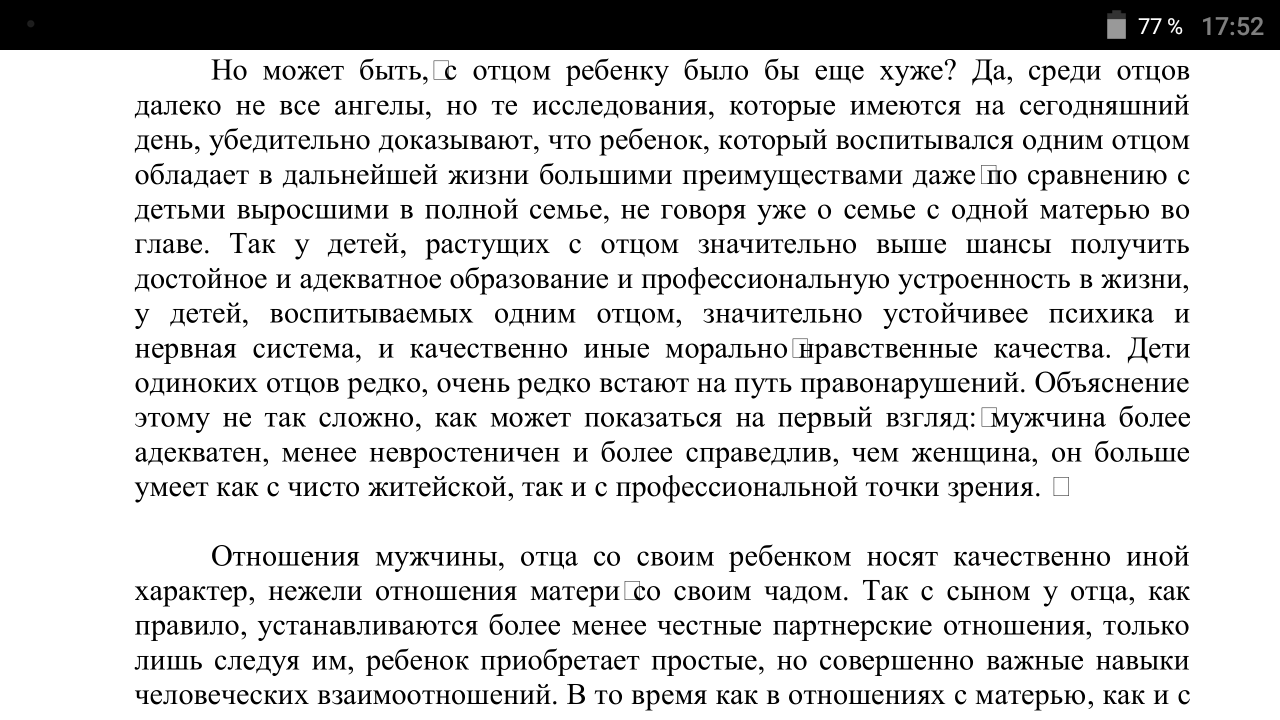 77 % 17:52
Но может быть, с отцом ребенку было бы еще хуже? Да, среди отцов
далеко не все ангелы, но те исследования, которые имеются на сегодняшний
день, убедительно доказывают, что ребенок, который воспитывался одним отцом
обладает в дальнейшей жизни большими преимуществами даже по сравнению с
детьми выросшими в полной семье, не говоря уже о семье с одной матерью во
главе. Так у детей, растущих с отцом значительно выше шансы получить
достойное и адекватное образование и профессиональную устроенность в жизни,
у детей, воспитываемых одним отцом, значительно устойчивее психика и
нервная система, и качественно иные морально нравственные качества. Дети
одиноких отцов редко, очень редко встают на путь правонарушений. Объяснение
этому не так сложно, как может показаться на первый взгляд: мужчина более
адекватен, менее невростеничен и более справедлив, чем женщина, он больше
умеет как с чисто житейской, так и с профессиональной точки зрения.
Отношения мужчины, отца со своим ребенком носят качественно иной
характер, нежели отношения матери со своим чадом. Так с сыном у отца, как
правило, устанавливаются более менее честные партнерские отношения, только
лишь следуя им, ребенок приобретает простые, но совершенно важные навыки
человеческих взаимоотношений. В то время как в отношениях с матерью, как и с